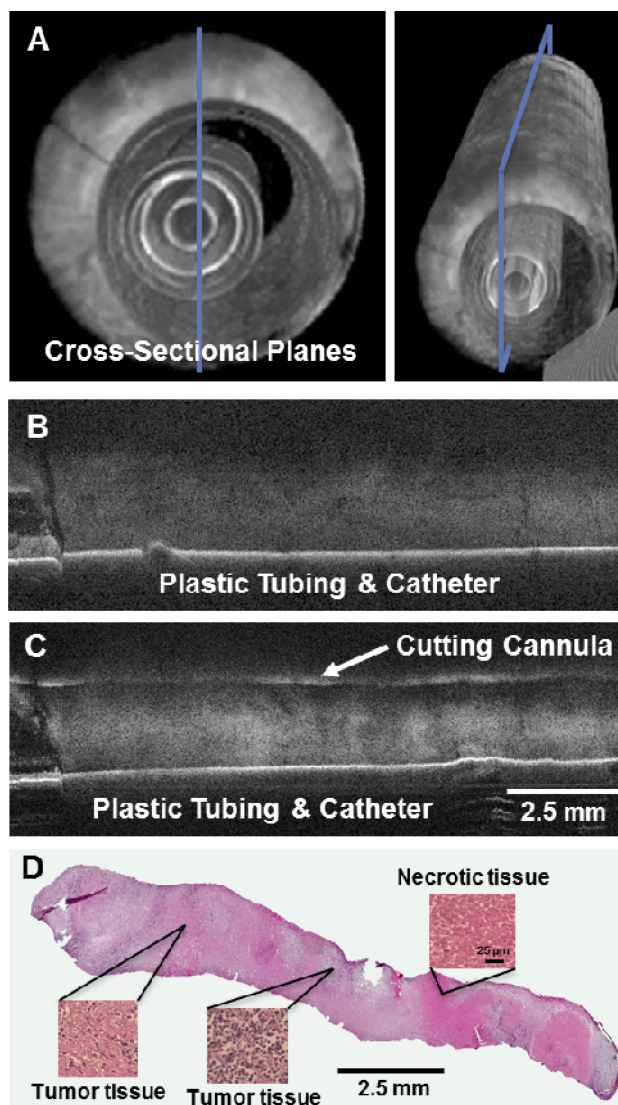 A
Cross-Sectional Planes
B
Plastic Tubing & Catheter
C
Cutting Cannula
Plastic Tubing & Catheter
2.5 mm
D
Necrotic tissue
25 µm
Tumor tissue
Tumor tissue
2.5 mm